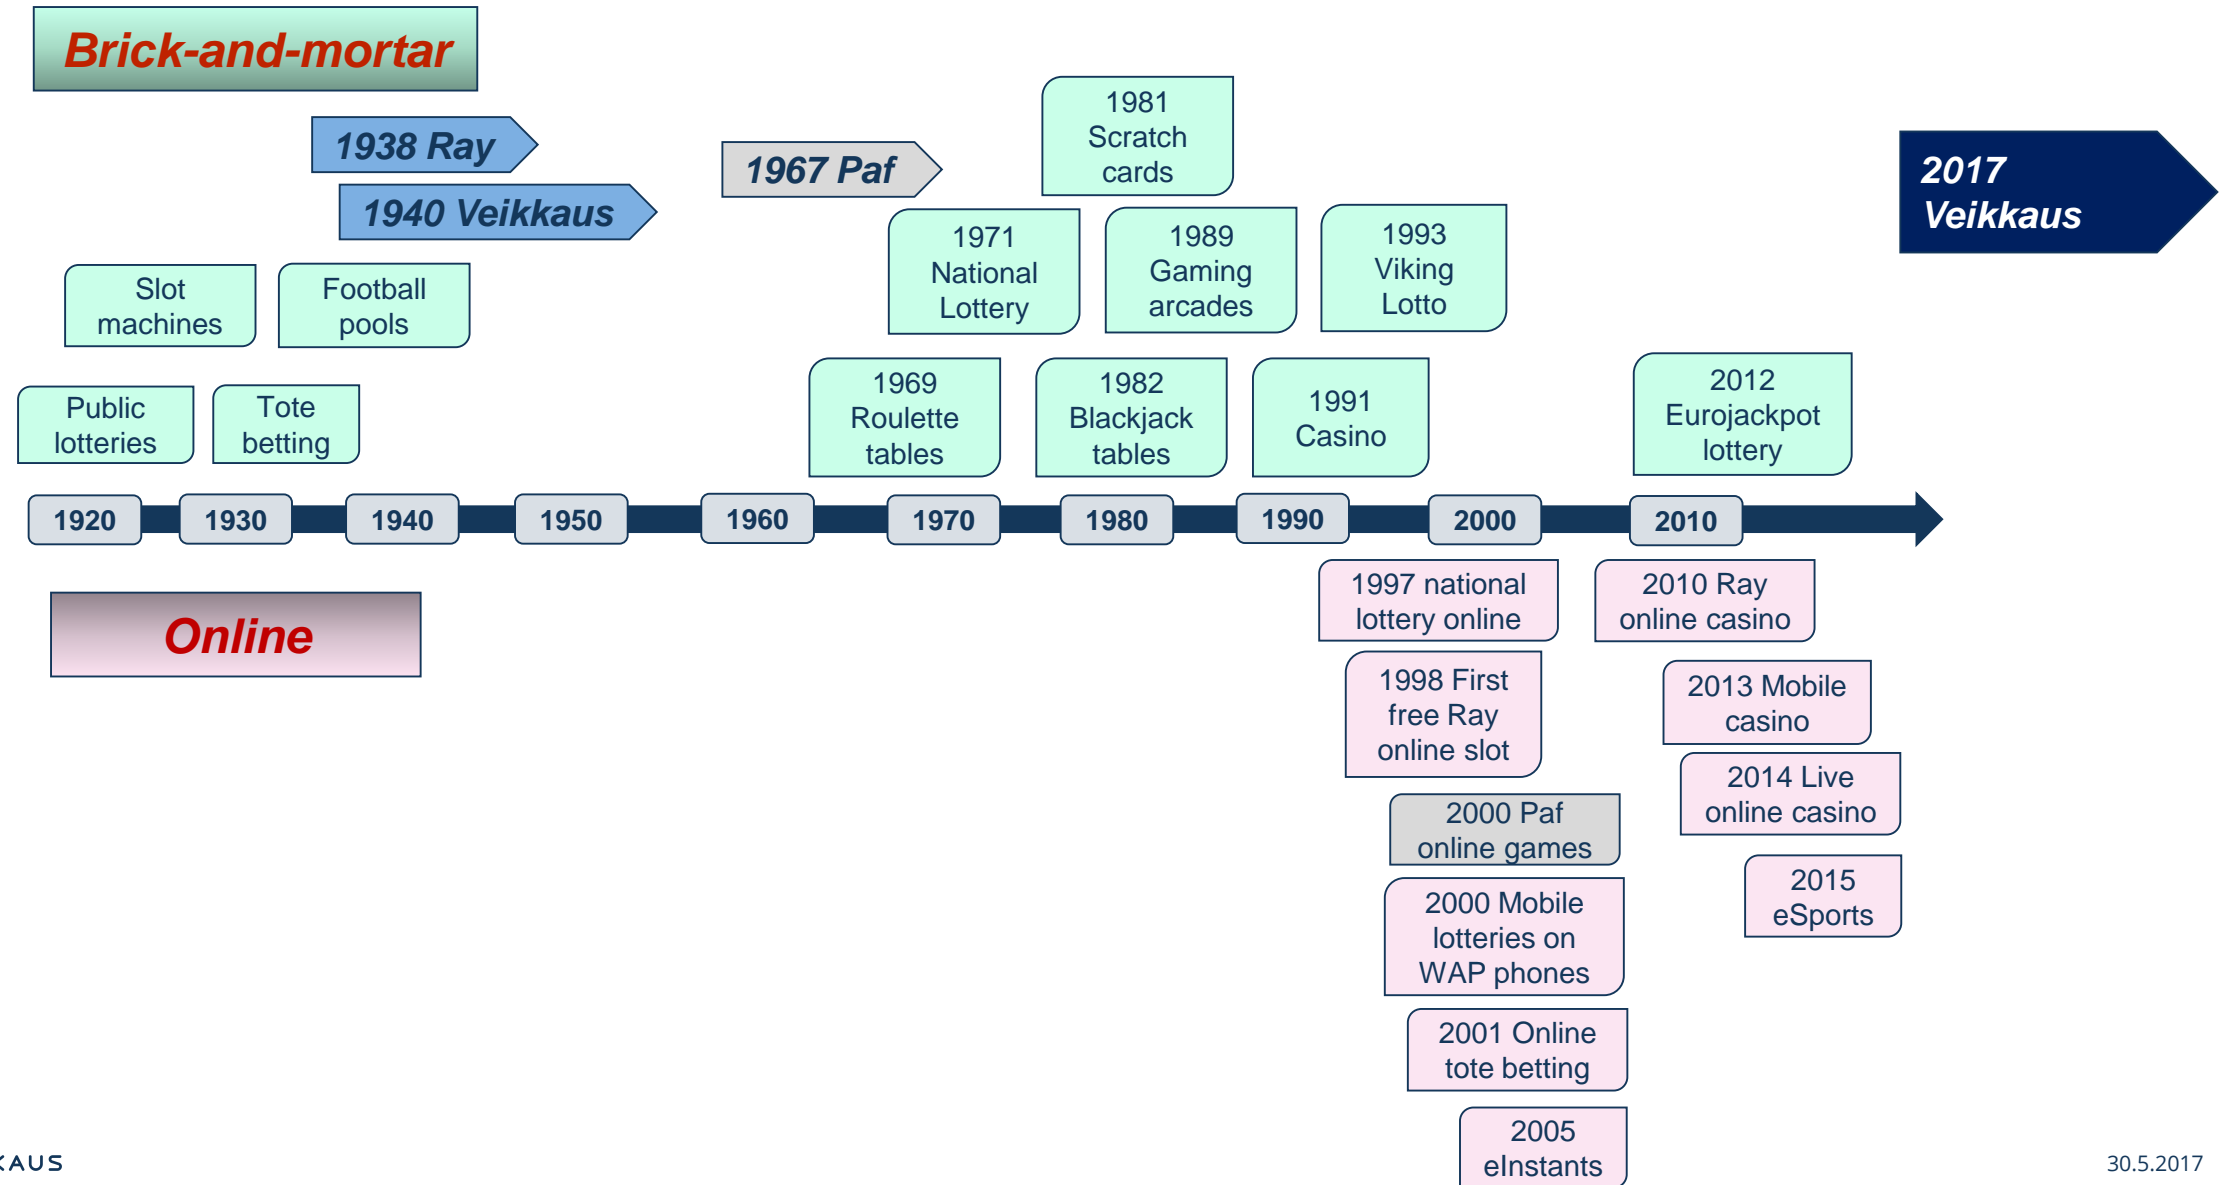 Brick-and-mortar
1938 Ray
1940 Veikkaus
1967 Paf
1981
Scratch
cards
2017
Veikkaus
Slot
machines
Football
pools
1971
National
Lottery
1989
Gaming
arcades
1993
Viking
Lotto
Public
lotteries
Tote
betting
1969
Roulette
tables
1982
Blackjack
tables
1991
Casino
2012
Eurojackpot
lottery
1920
1930
1940
1950
1960
1970
1980
1990
2000
2010
Online
1997 national
lottery online
2010 Ray
online casino
1998 First
free Ray
online slot
2013 Mobile
casino
2000 Paf
online games
2014 Live
online casino
2000 Mobile
lotteries on
WAP phones
2015
eSports
2001 Online
tote betting
2005
eInstants
KAUS
30.5.2017